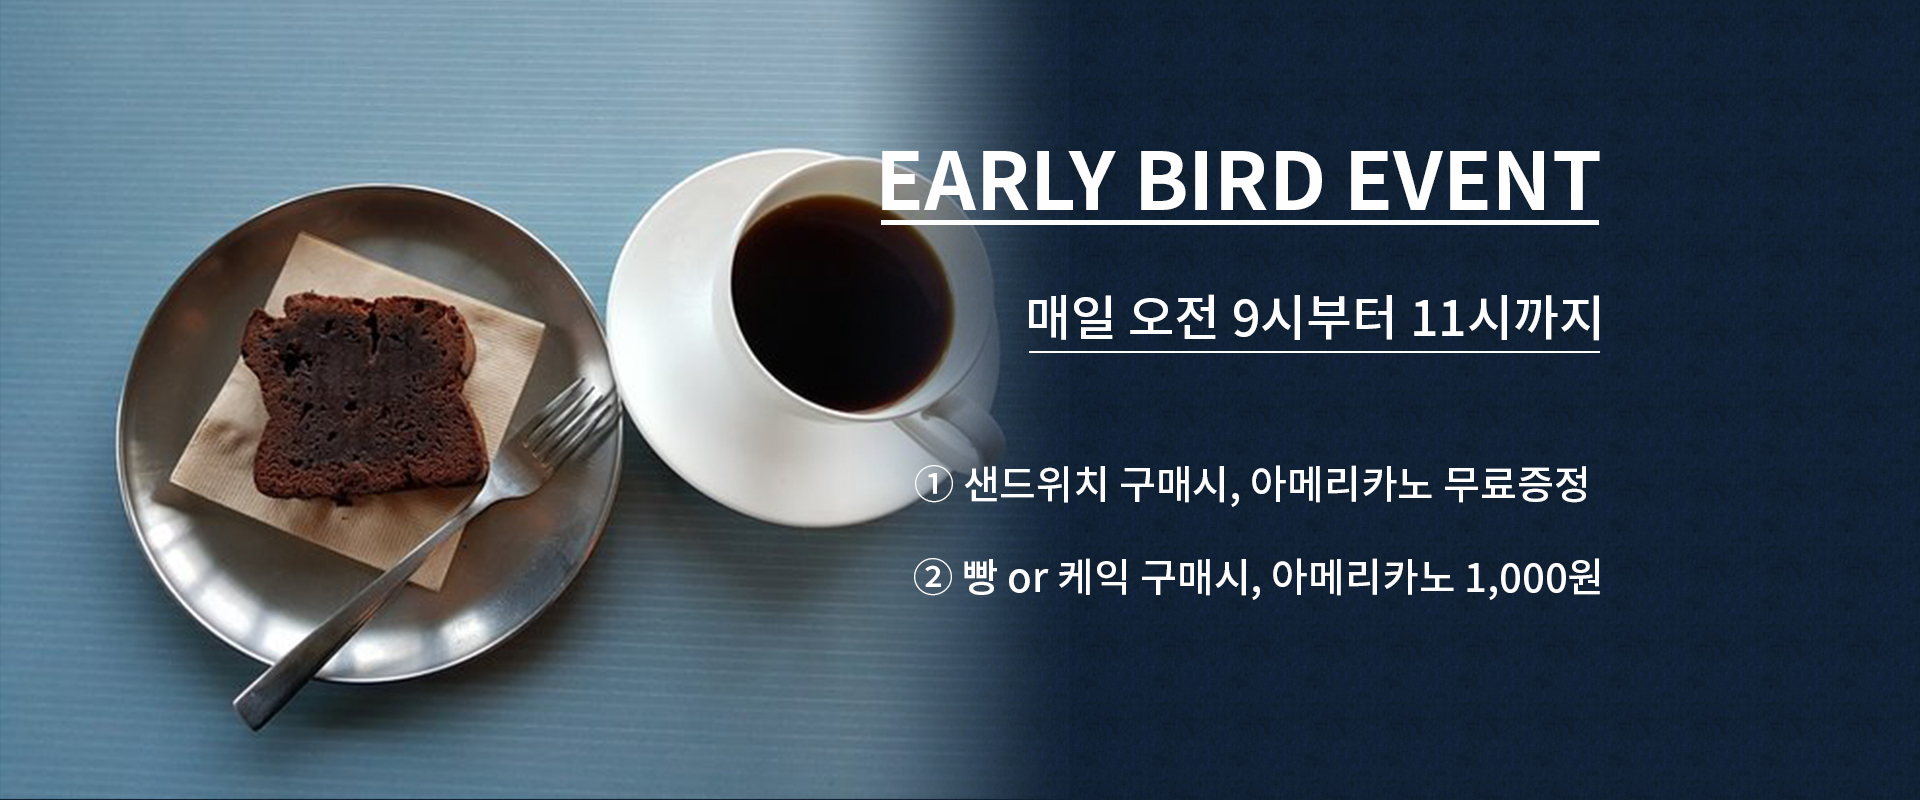 EARLY BIRD EVENT
매일 오전 9시부터 11시까지
① 샌드위치 구매시, 아메리카노 무료증정
② 빵 or 케익 구매시, 아메리카노 1,000원